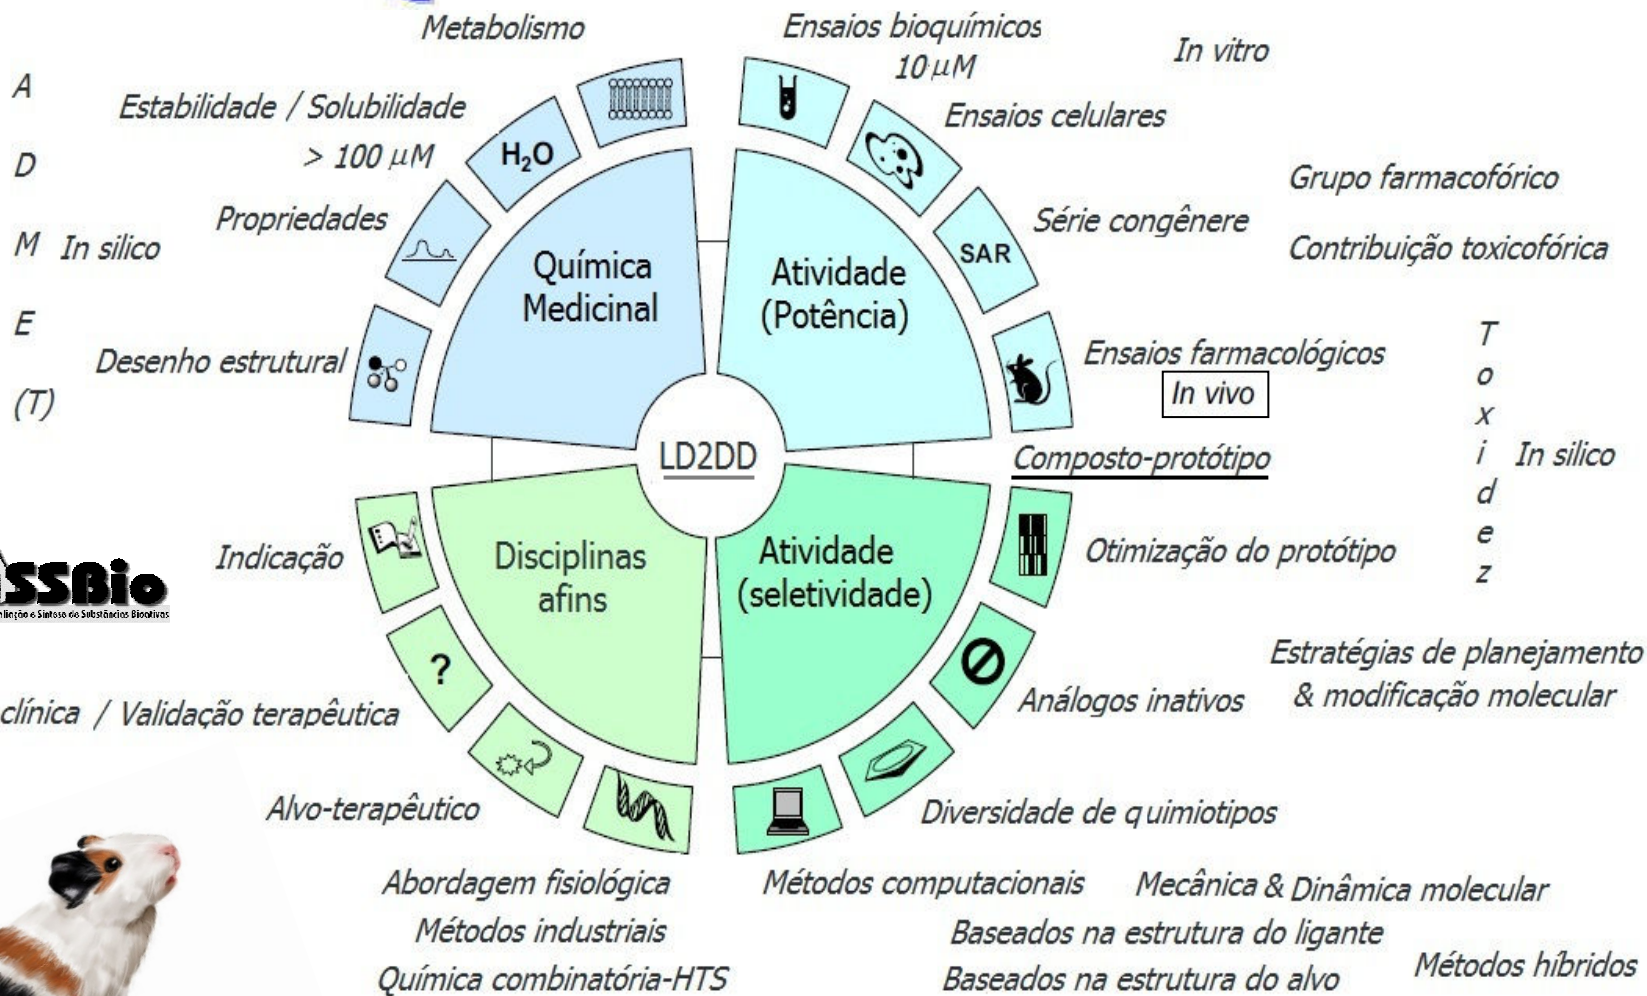 Metabolismo
Ensaios bioquímicos
10 µM
In vitro
A
D
M
E
(T)
In silico
Estabilidade / Solubilidade
> 100 µM
Propriedades
Desenho estrutural
H₂O
Química
Medicinal
Atividade
(Potência)
Ensaios celulares
Série congênere
SAR
Grupo farmacofórico
Contribuição toxicofórica
Ensaios farmacológicos
In vivo
LD2DD
Composto-protótipo
T
o
x
i
d
e
z
In silico
Indicação
?
Disciplinas
afins
Atividade
(seletividade)
Otimização do protótipo
SSBio
e Síntese de Substâncias Bioativas
clínica / Validação terapêutica
Análogos inativos
Estratégias de planejamento
& modificação molecular
Alvo-terapêutico
Diversidade de quimiotipos
Abordagem fisiológica
Métodos industriais
Química combinatória-HTS
Métodos computacionais
Mecânica & Dinâmica molecular
Baseados na estrutura do ligante
Baseados na estrutura do alvo
Métodos híbridos